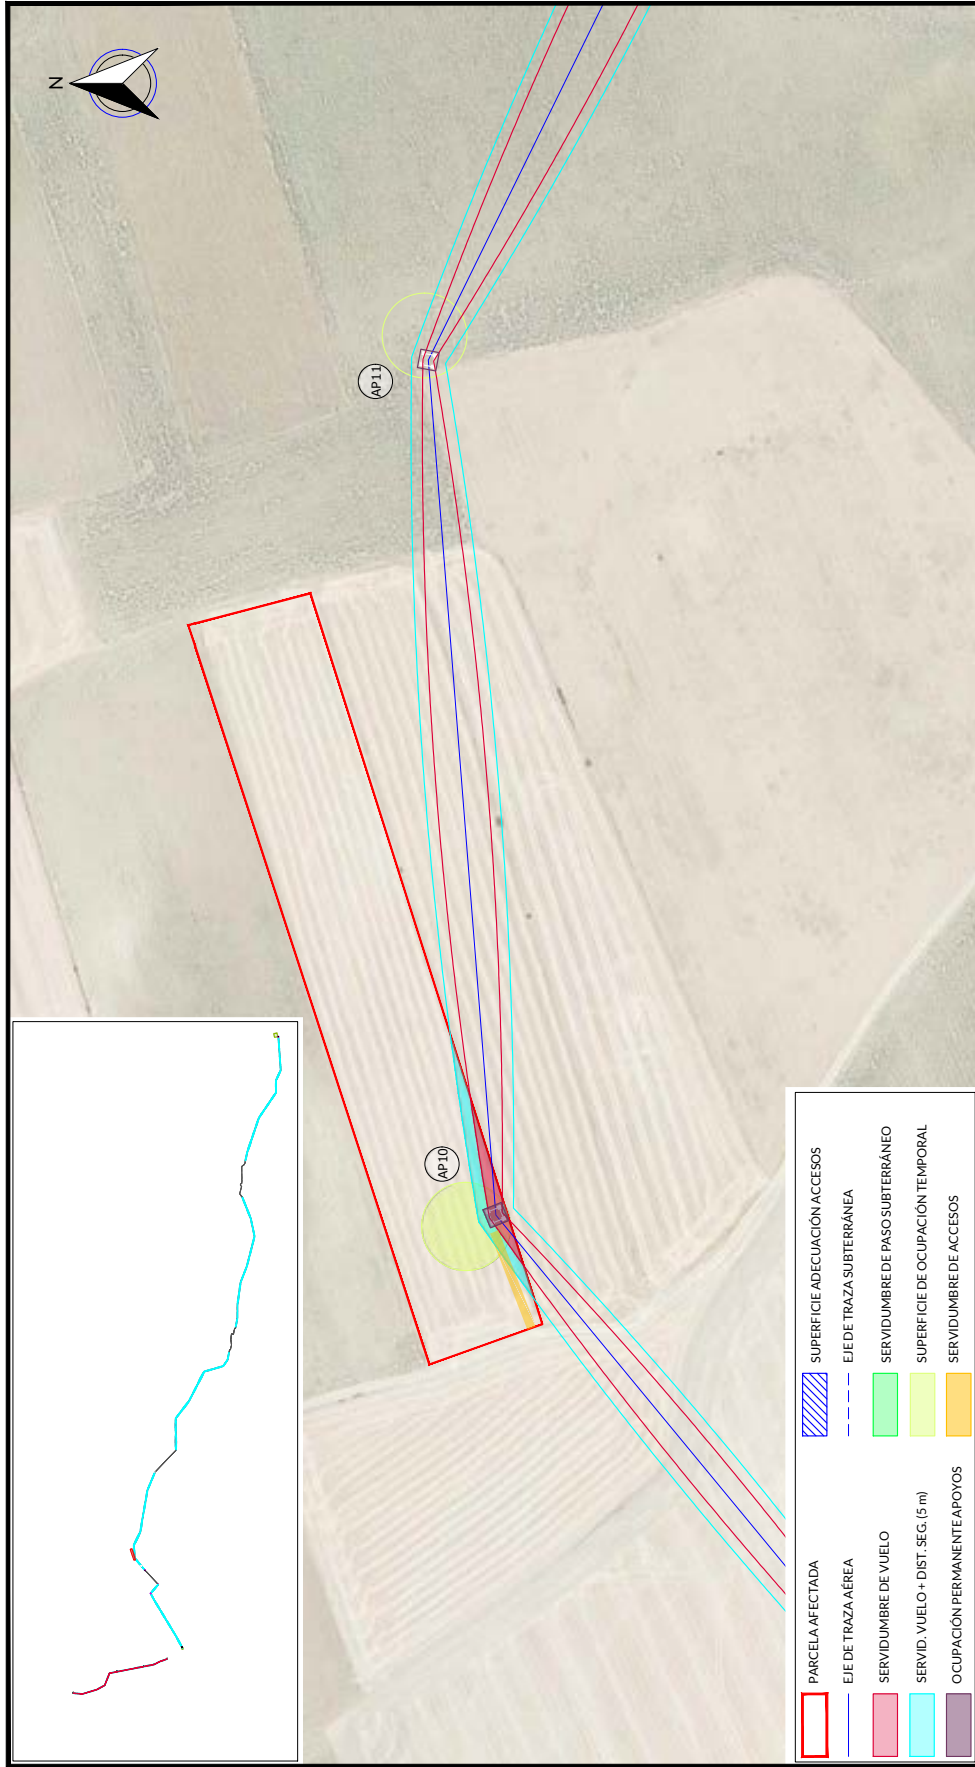 N
AP11
AP10
PARCELA AFECTADA
EJE DE TRAZA AÉREA
SERVIDUMBRE DE VUELO
SERVID. VUELO + DIST. SEG. (5 m)
OCUPACIÓN PERMANENTE APOYOS
SUPERFICIE ADECUACIÓN ACCESOS
EJE DE TRAZA SUBTERRÁNEA
SERVIDUMBRE DE PASO SUBTERRÁNEO
SUPERFICIE DE OCUPACIÓN TEMPORAL
SERVIDUMBRE DE ACCESOS